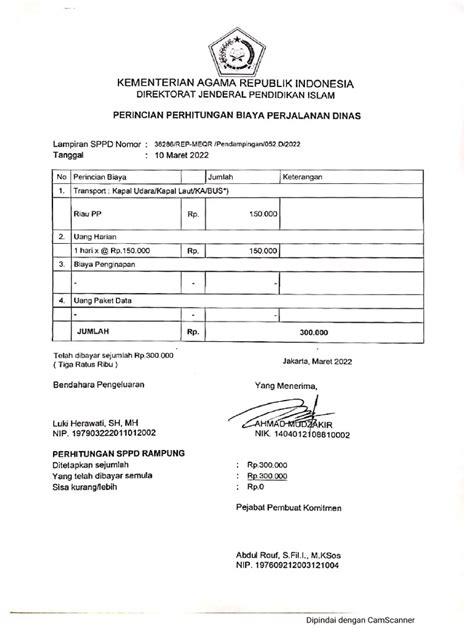 KEMENTERIAN AGAMA REPUBLIK INDONESIA
DIREKTORAT JENDERAL PENDIDIKAN ISLAM
PERINCIAN PERHITUNGAN BIAYA PERJALANAN DINAS
Lampiran SPPD Nomor : 36286/REP-MEQR /Pendampingan/052.D/2022
Tanggal : 10 Maret 2022
No Perincian Biaya Jumlah Keterangan
1. Transport : Kapal Udara/Kapal Laut/KA/BUS*)
Riau PP Rp. 150.000
2. Uang Harian
1 hari x @ Rp.150.000 Rp. 150.000
3. Biaya Penginapan
- - -
4. Uang Paket Data
- - -
JUMLAH Rp. 300.000
Telah dibayar sejumlah Rp.300.000
( Tiga Ratus Ribu )
Jakarta, Maret 2022
Bendahara Pengeluaran Yang Menerima,
Luki Herawati, SH, MH AHMAD MUDZAKIR
NIP. 197903222011012002 NIK. 1404012108810002
PERHITUNGAN SPPD RAMPUNG
Ditetapkan sejumlah : Rp.300.000
Yang telah dibayar semula : Rp.300.000
Sisa kurang/lebih : Rp.0
Pejabat Pembuat Komitmen
Abdul Rouf, S.Fil.I., M.KSos
NIP. 197609212003121004
Dipindai dengan CamScanner